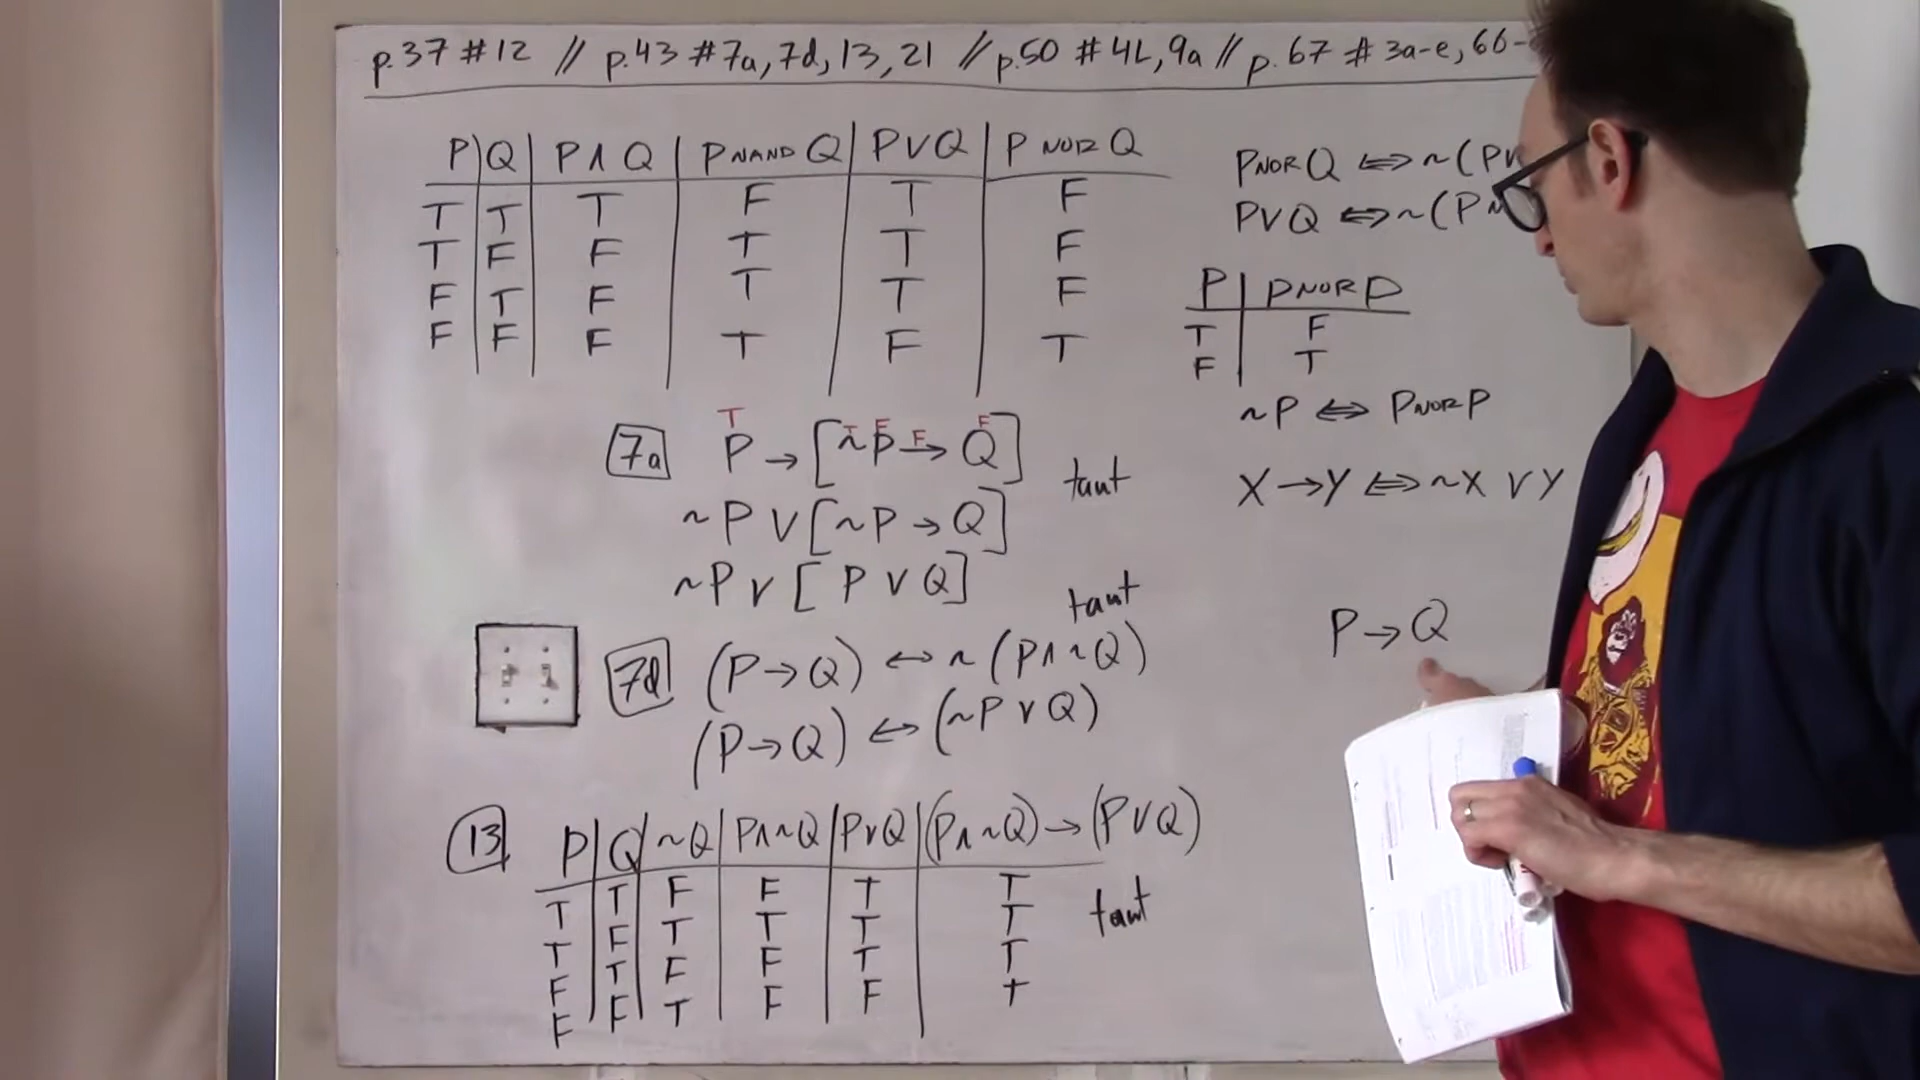 p.37 #12 // p.43 #7a, 7d, 13, 21 // p.50 #4L, 9a // p.67 #3a-e, 6b-
P | Q | P ∧ Q | P NAND Q | P ∨ Q | P NOR Q
T | T | T | F | T | F
T | F | F | T | T | F
F | T | F | T | T | F
F | F | F | T | F | T
P NOR Q ⇔ ~(P∨
P∨Q ⇔ ~(P N
P | P NOR P
T | F
F | T
~P ⇔ P NOR P
X → Y ⇔ ~X ∨ Y
P → Q
T T F F F
7a P → [~P → Q]
taut
~P ∨ [~P → Q]
~P ∨ [P ∨ Q]
taut
7d (P → Q) ↔ ~(P ∧ ~Q)
(P → Q) ↔ (~P ∨ Q)
13 P | Q | ~Q | P∧~Q | P∨Q | (P∧~Q) → (P∨Q)
T | T | F | F | T | T
T | F | T | T | T | T
F | T | F | F | T | T
F | F | T | F | F | T
taut